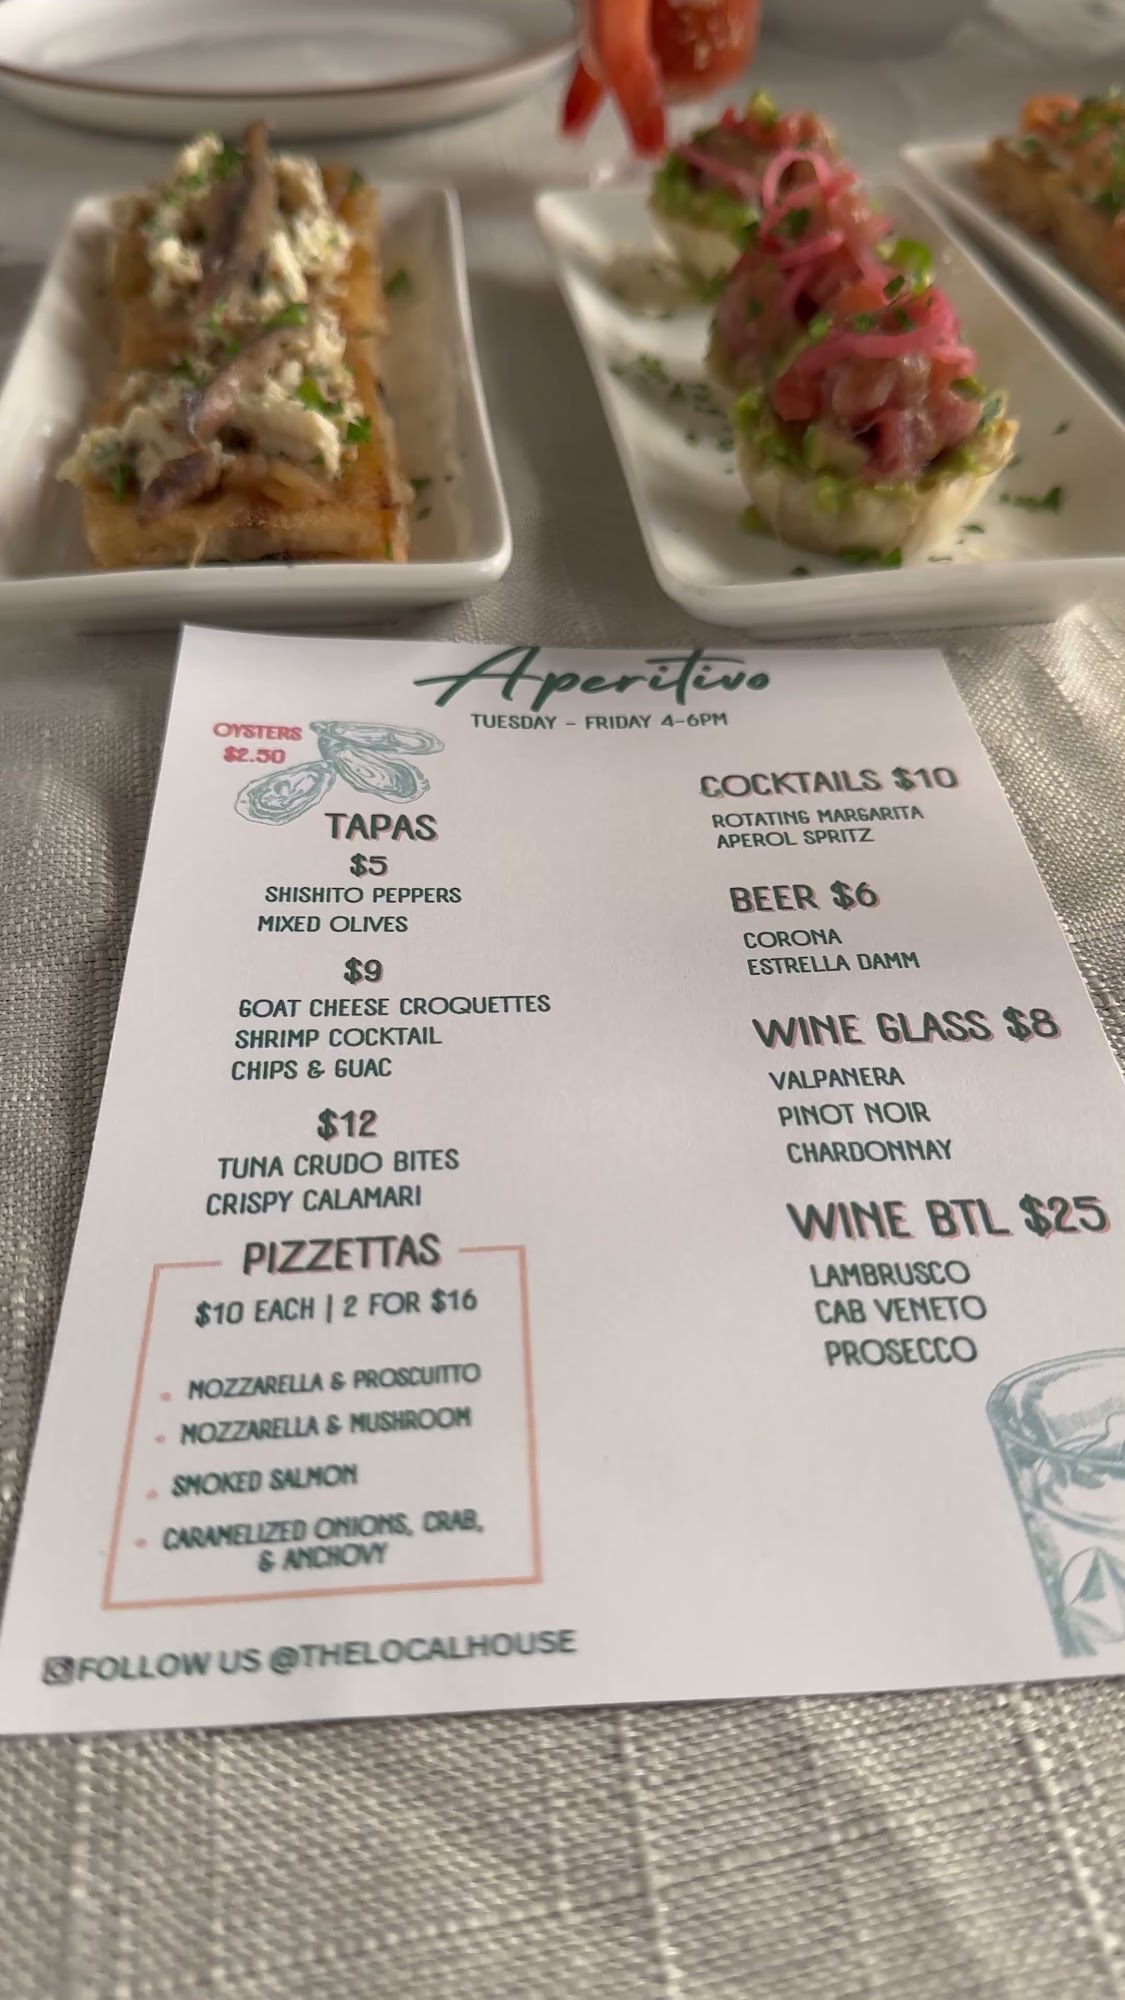 Aperitivo
TUESDAY - FRIDAY 4-6PM
OYSTERS
$2.50
TAPAS
$5
SHISHITO PEPPERS
MIXED OLIVES
$9
GOAT CHEESE CROQUETTES
SHRIMP COCKTAIL
CHIPS & GUAC
$12
TUNA CRUDO BITES
CRISPY CALAMARI
PIZZETTAS
$10 EACH | 2 FOR $16
MOZZARELLA & PROSCUITTO
MOZZARELLA & MUSHROOM
SMOKED SALMON
CARAMELIZED ONIONS, CRAB,
& ANCHOVY
COCKTAILS $10
ROTATING MARGARITA
APEROL SPRITZ
BEER $6
CORONA
ESTRELLA DAMM
WINE GLASS $8
VALPANERA
PINOT NOIR
CHARDONNAY
WINE BTL $25
LAMBRUSCO
CAB VENETO
PROSECCO
FOLLOW US @THELOCALHOUSE